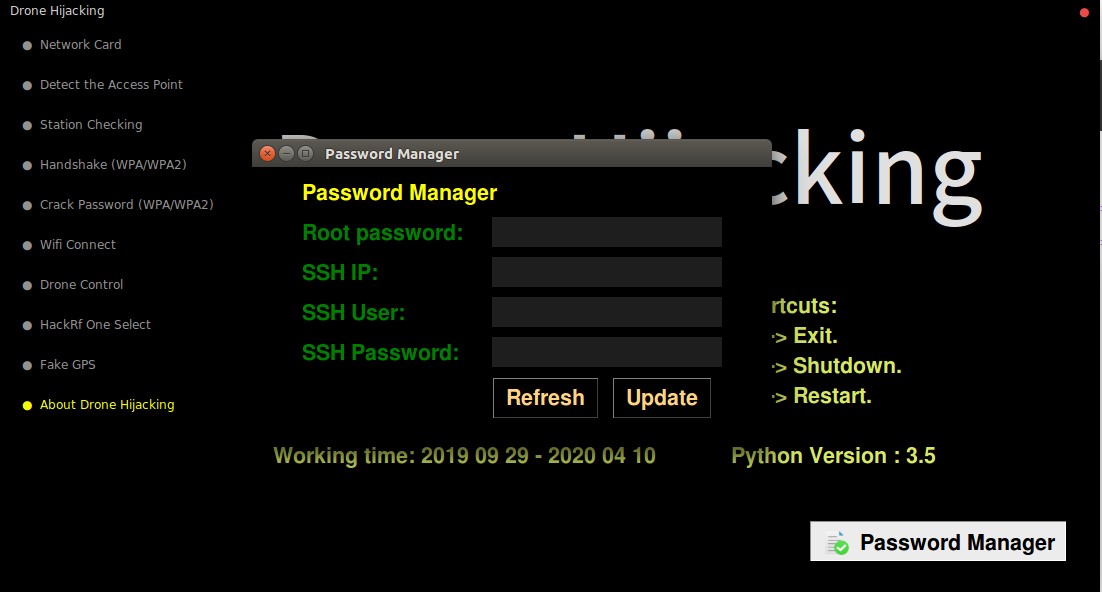 Drone Hijacking
Network Card
Detect the Access Point
Station Checking
Handshake (WPA/WPA2)
Crack Password (WPA/WPA2)
Wifi Connect
Drone Control
HackRf One Select
Fake GPS
About Drone Hijacking
Password Manager
Password Manager
Root password:
SSH IP:
SSH User:
SSH Password:
Refresh Update
cking
rtcuts:
-> Exit.
-> Shutdown.
-> Restart.
Working time: 2019 09 29 - 2020 04 10
Python Version : 3.5
Password Manager